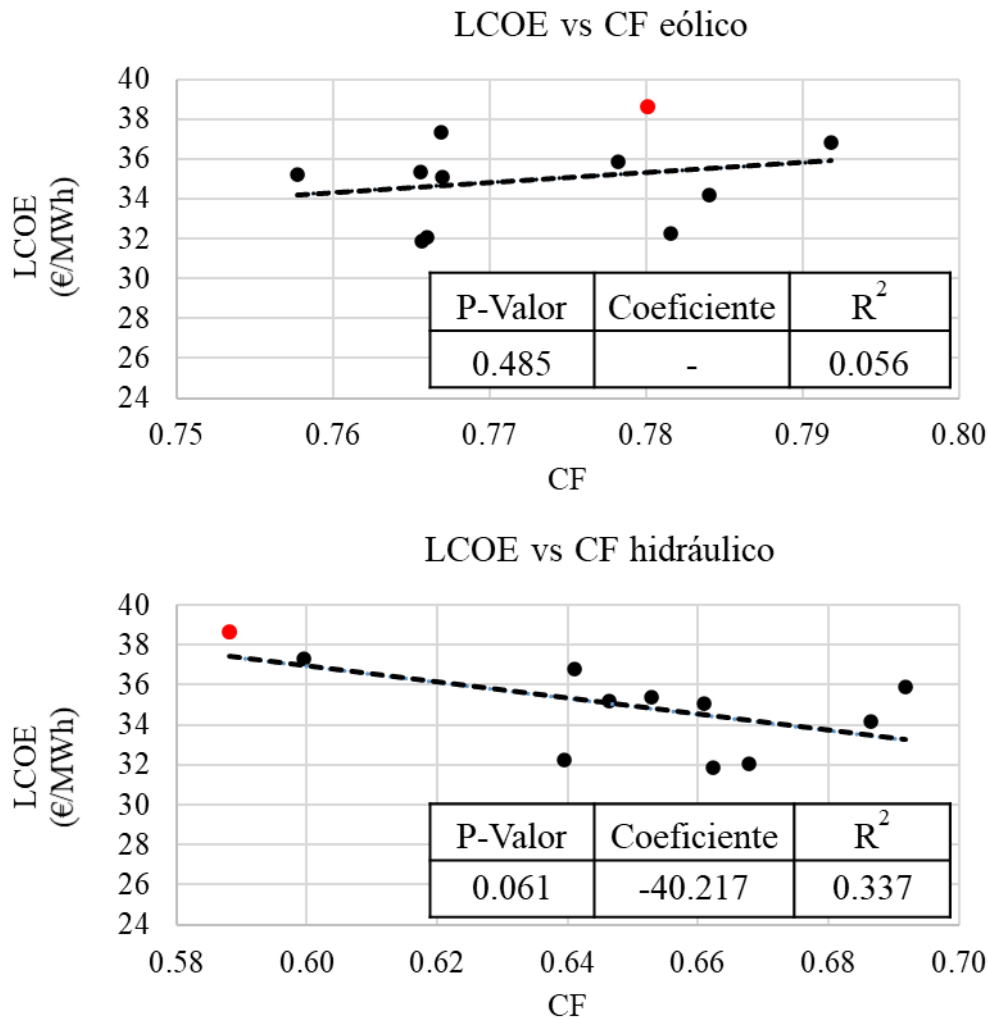 LCOE vs CF eólico
LCOE
(€/MWh)
40
38
36
34
32
30
28
26
24
P-Valor Coeficiente R²
0.485 - 0.056
0.75 0.76 0.77 0.78 0.79 0.80
CF
LCOE vs CF hidráulico
LCOE
(€/MWh)
40
38
36
34
32
30
28
26
24
P-Valor Coeficiente R²
0.061 -40.217 0.337
0.58 0.60 0.62 0.64 0.66 0.68 0.70
CF